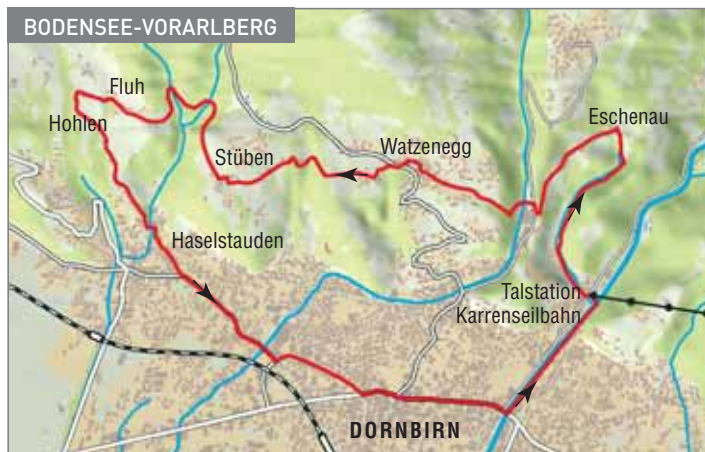 BODENSEE-VORARLBERG
Fluh
Hohlen
Eschenau
Stüben
Watzenegg
Haselstauden
Talstation
Karrenseilbahn
DORNBIRN